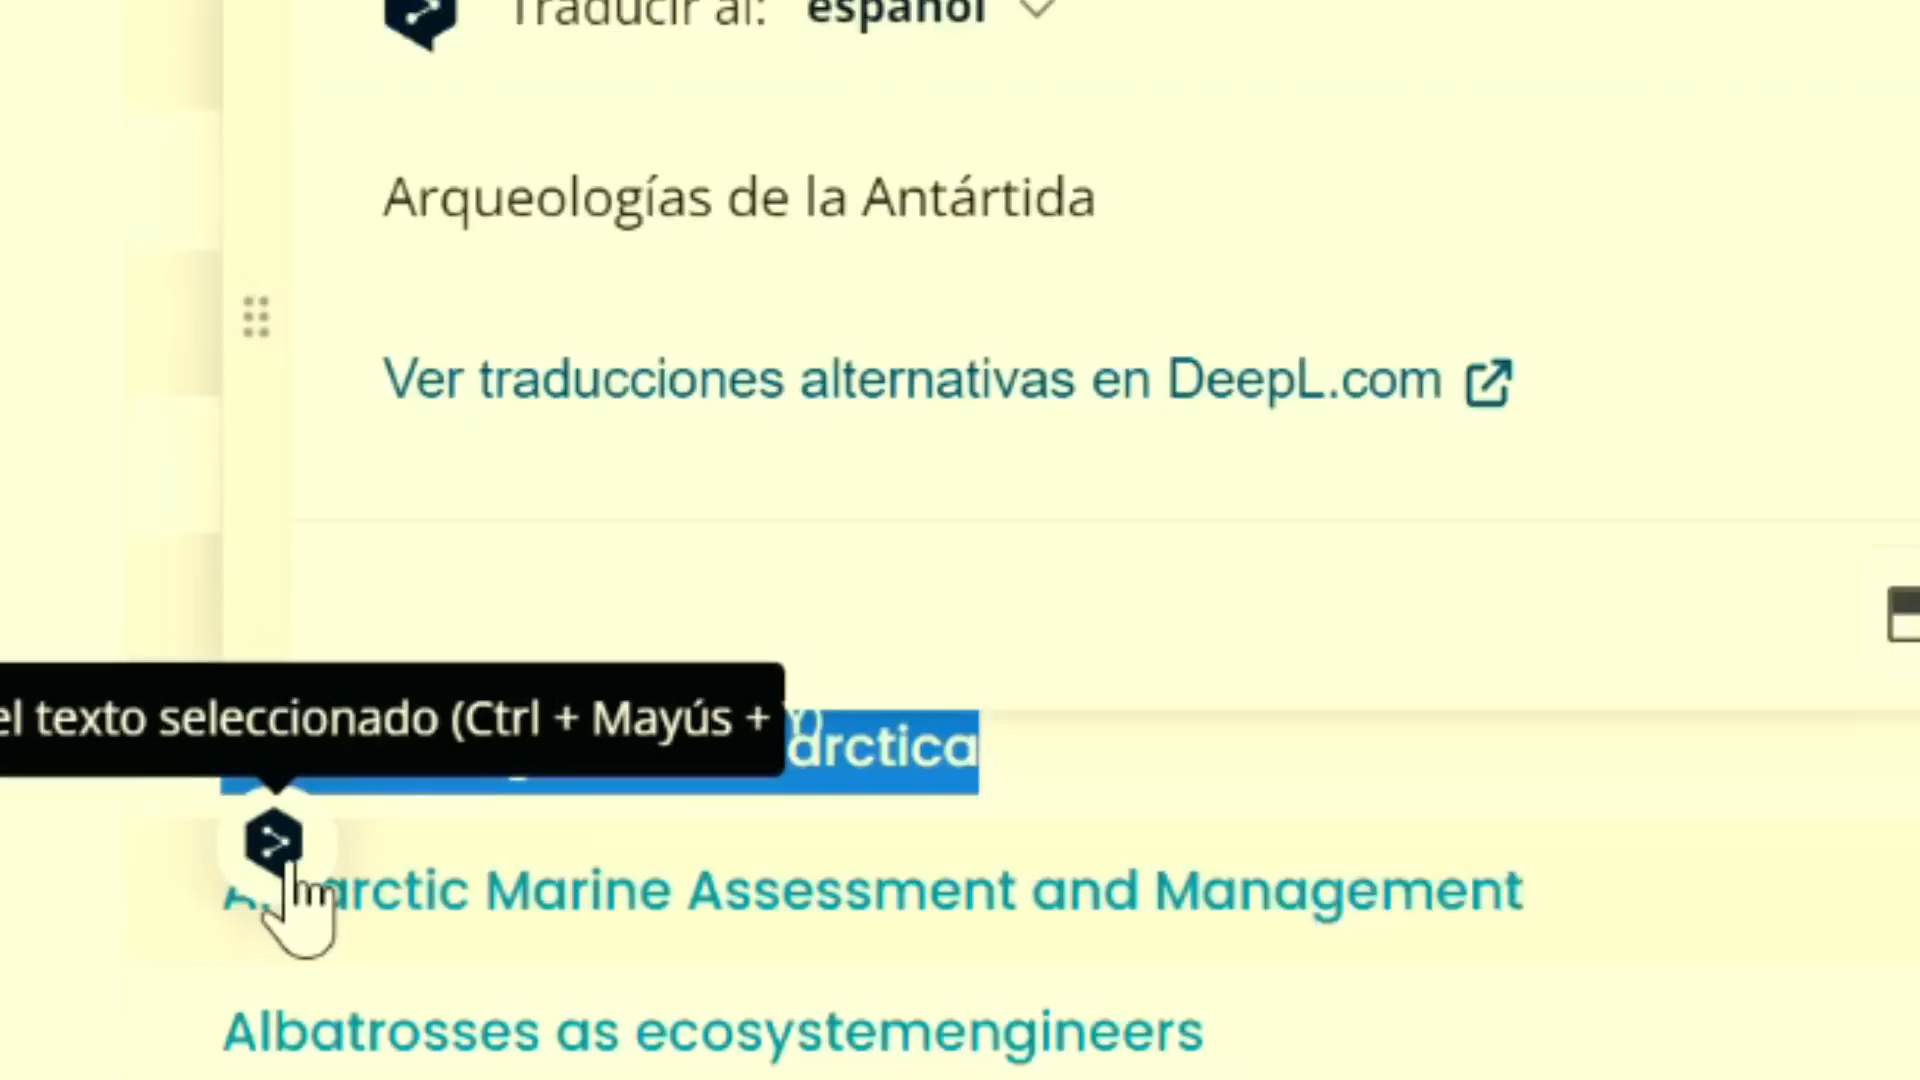 Traducir al: español
Arqueologías de la Antártida
Ver traducciones alternativas en DeepL.com
el texto seleccionado (Ctrl + Mayús + Y)
arctica
arctic Marine Assessment and Management
Albatrosses as ecosystemengineers